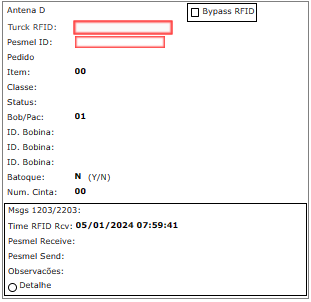 Antena D
Bypass RFID
Turck RFID:
Pesmel ID:
Pedido
Item: 00
Classe:
Status:
Bob/Pac: 01
ID. Bobina:
ID. Bobina:
ID. Bobina:
Batoque: N (Y/N)
Num. Cinta: 00
Msgs 1203/2203:
Time RFID Rcv: 05/01/2024 07:59:41
Pesmel Receive:
Pesmel Send:
Observacões:
Detalhe